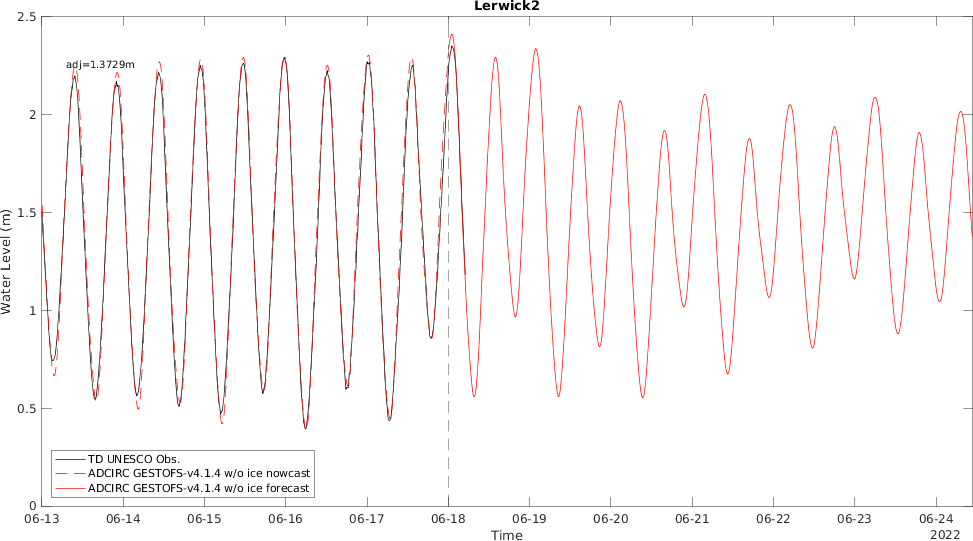 Lerwick2
2.5
2
1.5
1
0.5
0
Water Level (m)
adj=1.3729m
TD UNESCO Obs.
ADCIRC GESTOFS-v4.1.4 w/o ice nowcast
ADCIRC GESTOFS-v4.1.4 w/o ice forecast
06-13 06-14 06-15 06-16 06-17 06-18 06-19 06-20 06-21 06-22 06-23 06-24
2022
Time